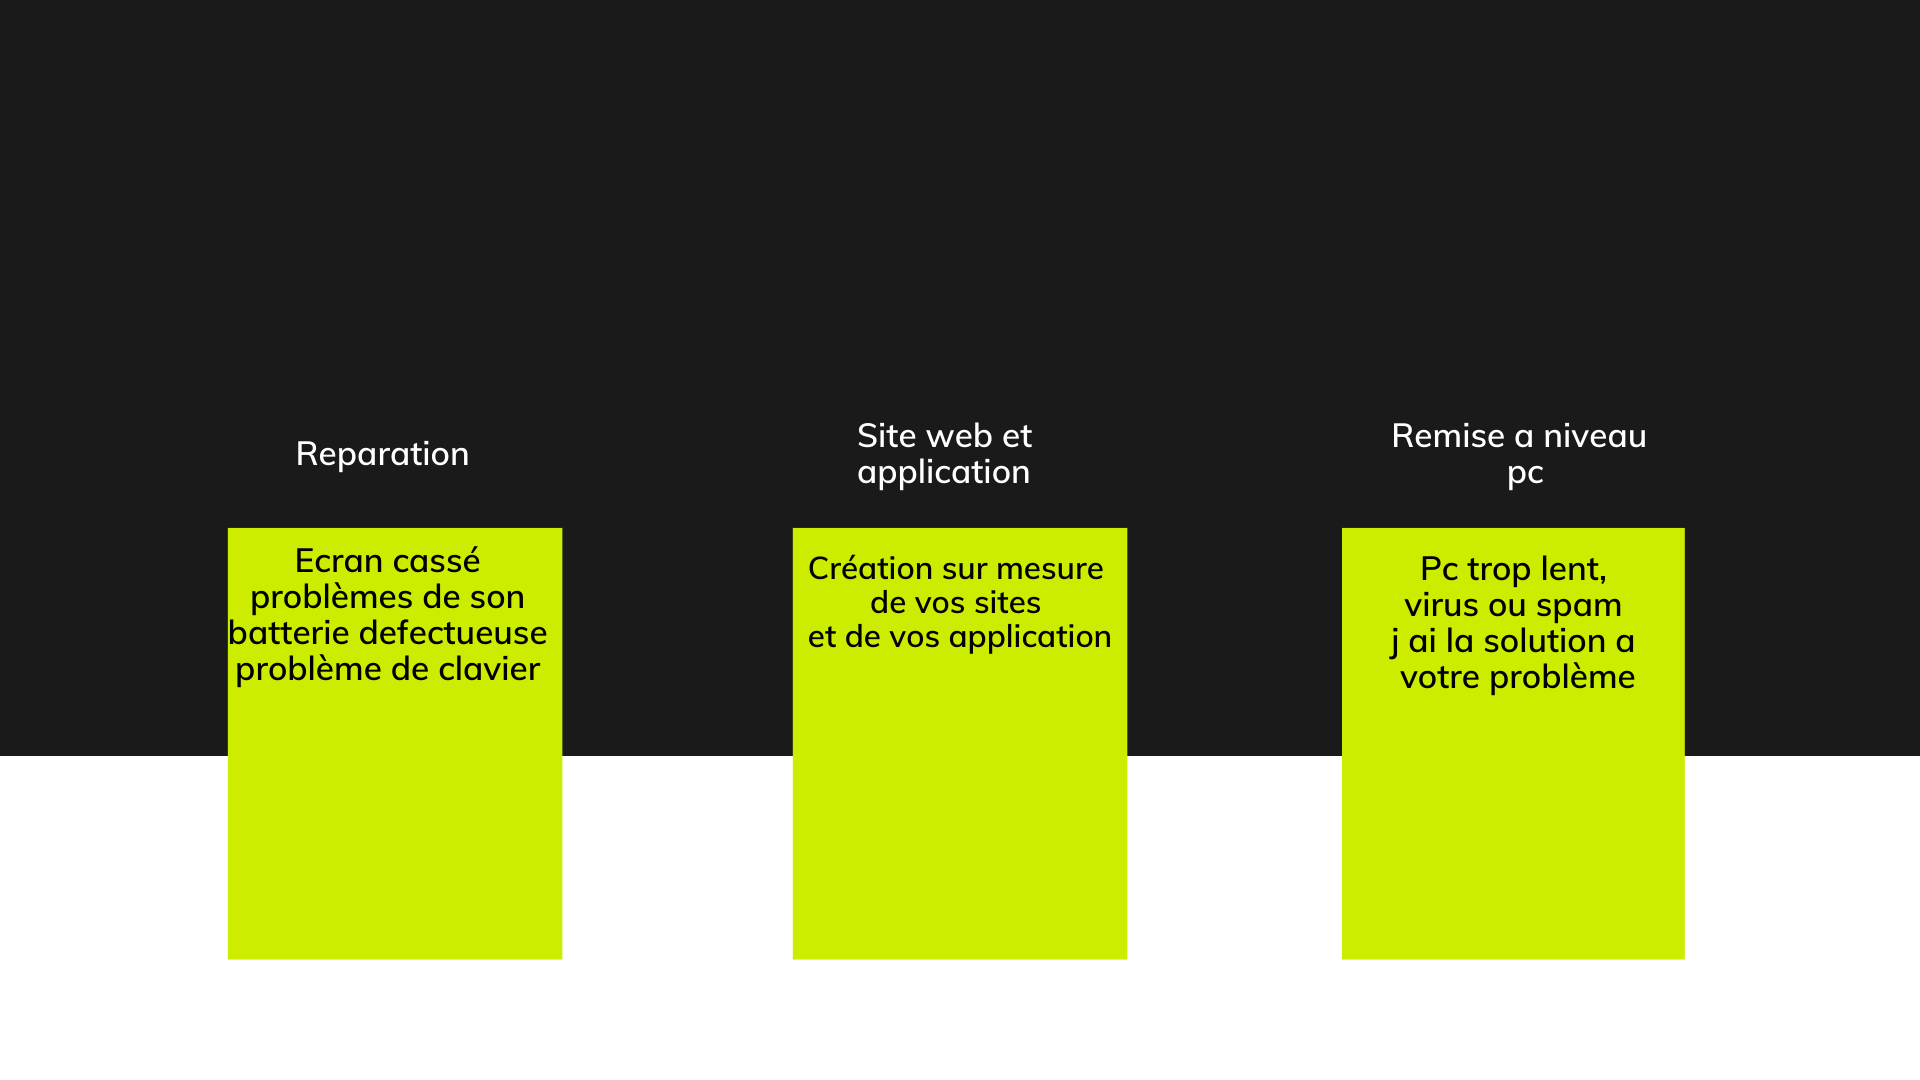 Reparation
Site web et
application
Remise a niveau
pc
Ecran cassé
problèmes de son
batterie defectueuse
problème de clavier
Création sur mesure
de vos sites
et de vos application
Pc trop lent,
virus ou spam
j ai la solution a
votre problème